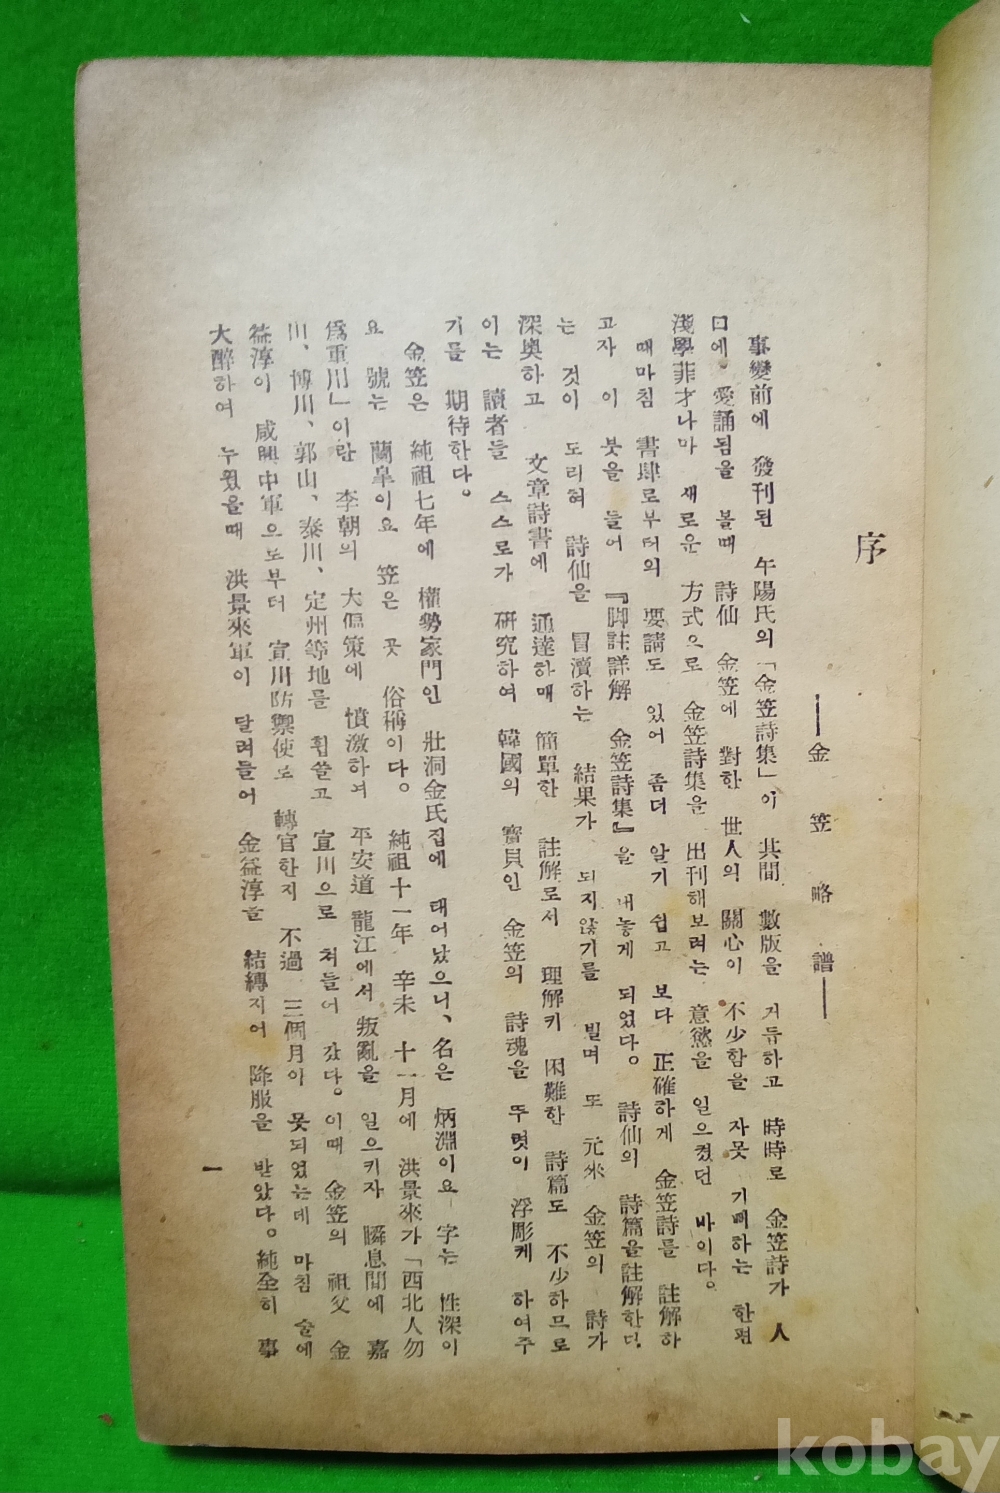 序
──金笠略譜──
事變前에 發刊된 午陽氏의「金笠詩集」이 共間 數版을 거듭하고 時時로 金笠詩가 人
口에 愛誦됨을 볼때 詩仙 金笠에 對한 世人의 關心이 不少함을 자못 기뻐하는 한편
淺學菲才나마 새로운 方式으로 金笠詩集을 出刊해보려는 意慾을 일으켰던 바이다。
때마침 書肆로부터의 要請도 있어 좀더 알기 쉽고 보다 正確하게 金笠詩를 註解하
고자 이 붓을 들어 『脚註詳解 金笠詩集』을 내놓게 되었다。 詩仙의 詩篇을註解한다
는 것이 도리혀 詩仙을 冒瀆하는 結果가 되지않기를 빌며 또 元來 金笠의 詩가
深奧하고 文章詩書에 通達하매 簡單한 註解로서 理解키 困難한 詩篇도 不少하므로
이는 讀者들 스스로가 硏究하여 韓國의 寶貝인 金笠의 詩魂을 뚜렷이 浮彫케 하여주
기를 期待한다。
金笠은 純祖七年에 權勢家門인 壯洞金氏집에 태어났으니、名은 炳淵이요 字는 性深이
요 號는 蘭皐이요 笠은 곳 俗稱이다。 純祖十一年 辛未 十一月에 洪景來가「西北人勿
爲重用」이란 李朝의 大偏策에 憤激하여 平安道 龍江에서 叛亂을 일으키자 瞬息間에 嘉
川、博川、郭山、泰川、定州等地를 휩쓸고 宣川으로 처들어 갔다。이때 金笠의 祖父 金
益淳이 咸興中軍으로부터 宣川防禦使로 轉官한지 不過 三個月이 못되었는데 마침 술에
大醉하여 누웠을때 洪景來軍이 달려들어 金益淳을 結縛지어 降服을 받았다。純全히 事
一
kobay